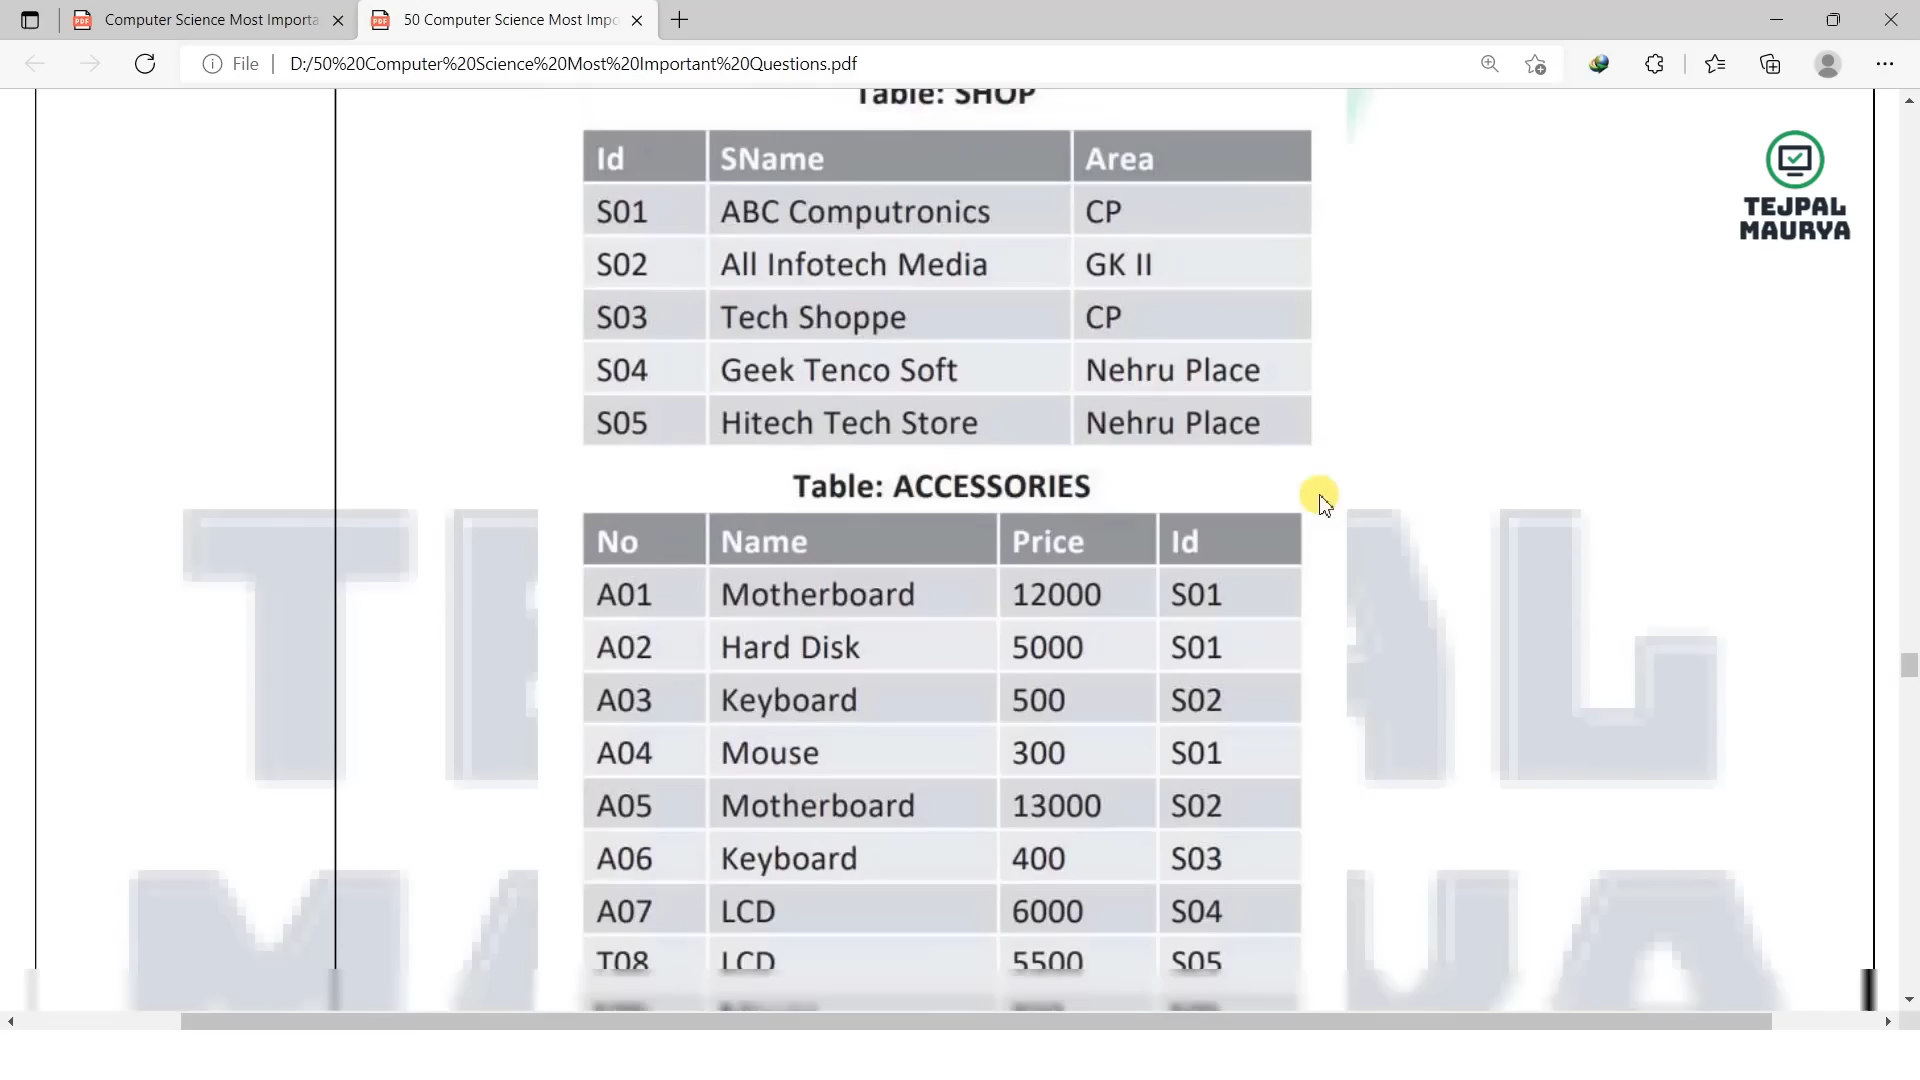 Computer Science Most Importa
50 Computer Science Most Impo
File
D:/50%20Computer%20Science%20Most%20Important%20Questions.pdf
Table: SHOP
Id SName Area
S01 ABC Computronics CP
S02 All Infotech Media GK II
S03 Tech Shoppe CP
S04 Geek Tenco Soft Nehru Place
S05 Hitech Tech Store Nehru Place
TEJPAL
MAURYA
Table: ACCESSORIES
No Name Price Id
A01 Motherboard 12000 S01
A02 Hard Disk 5000 S01
A03 Keyboard 500 S02
A04 Mouse 300 S01
A05 Motherboard 13000 S02
A06 Keyboard 400 S03
A07 LCD 6000 S04
T08 LCD 5500 S05